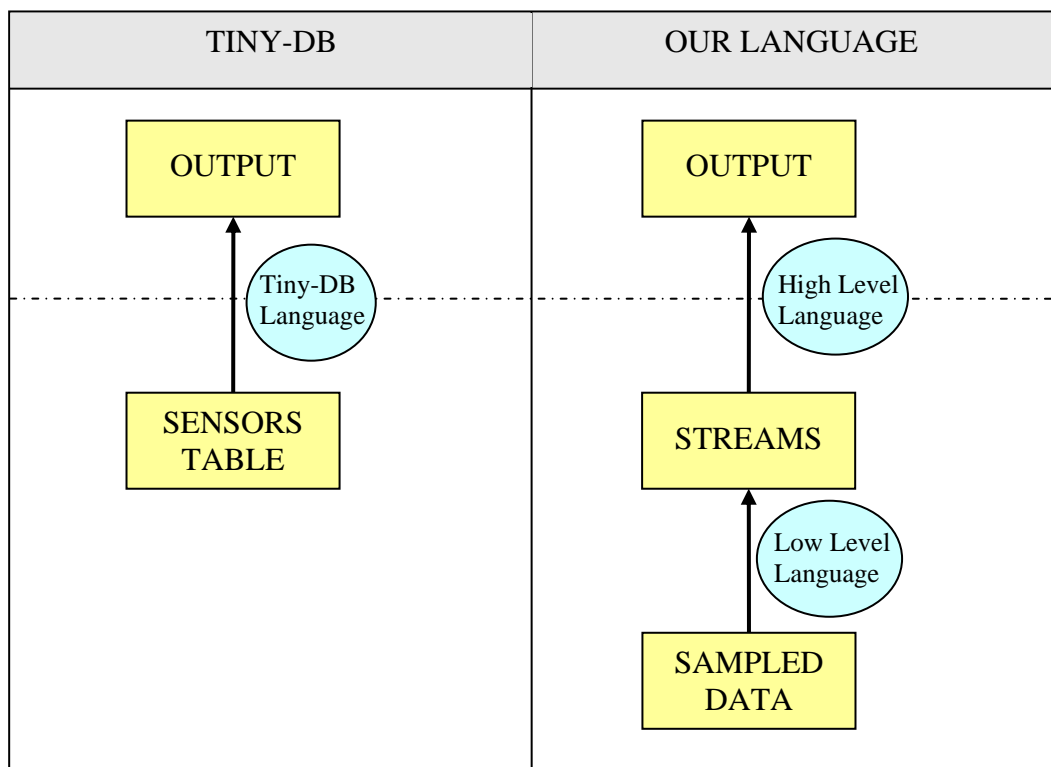 TINY-DB
OUR LANGUAGE
OUTPUT
OUTPUT
Tiny-DB
Language
High Level
Language
SENSORS
TABLE
STREAMS
Low Level
Language
SAMPLED
DATA